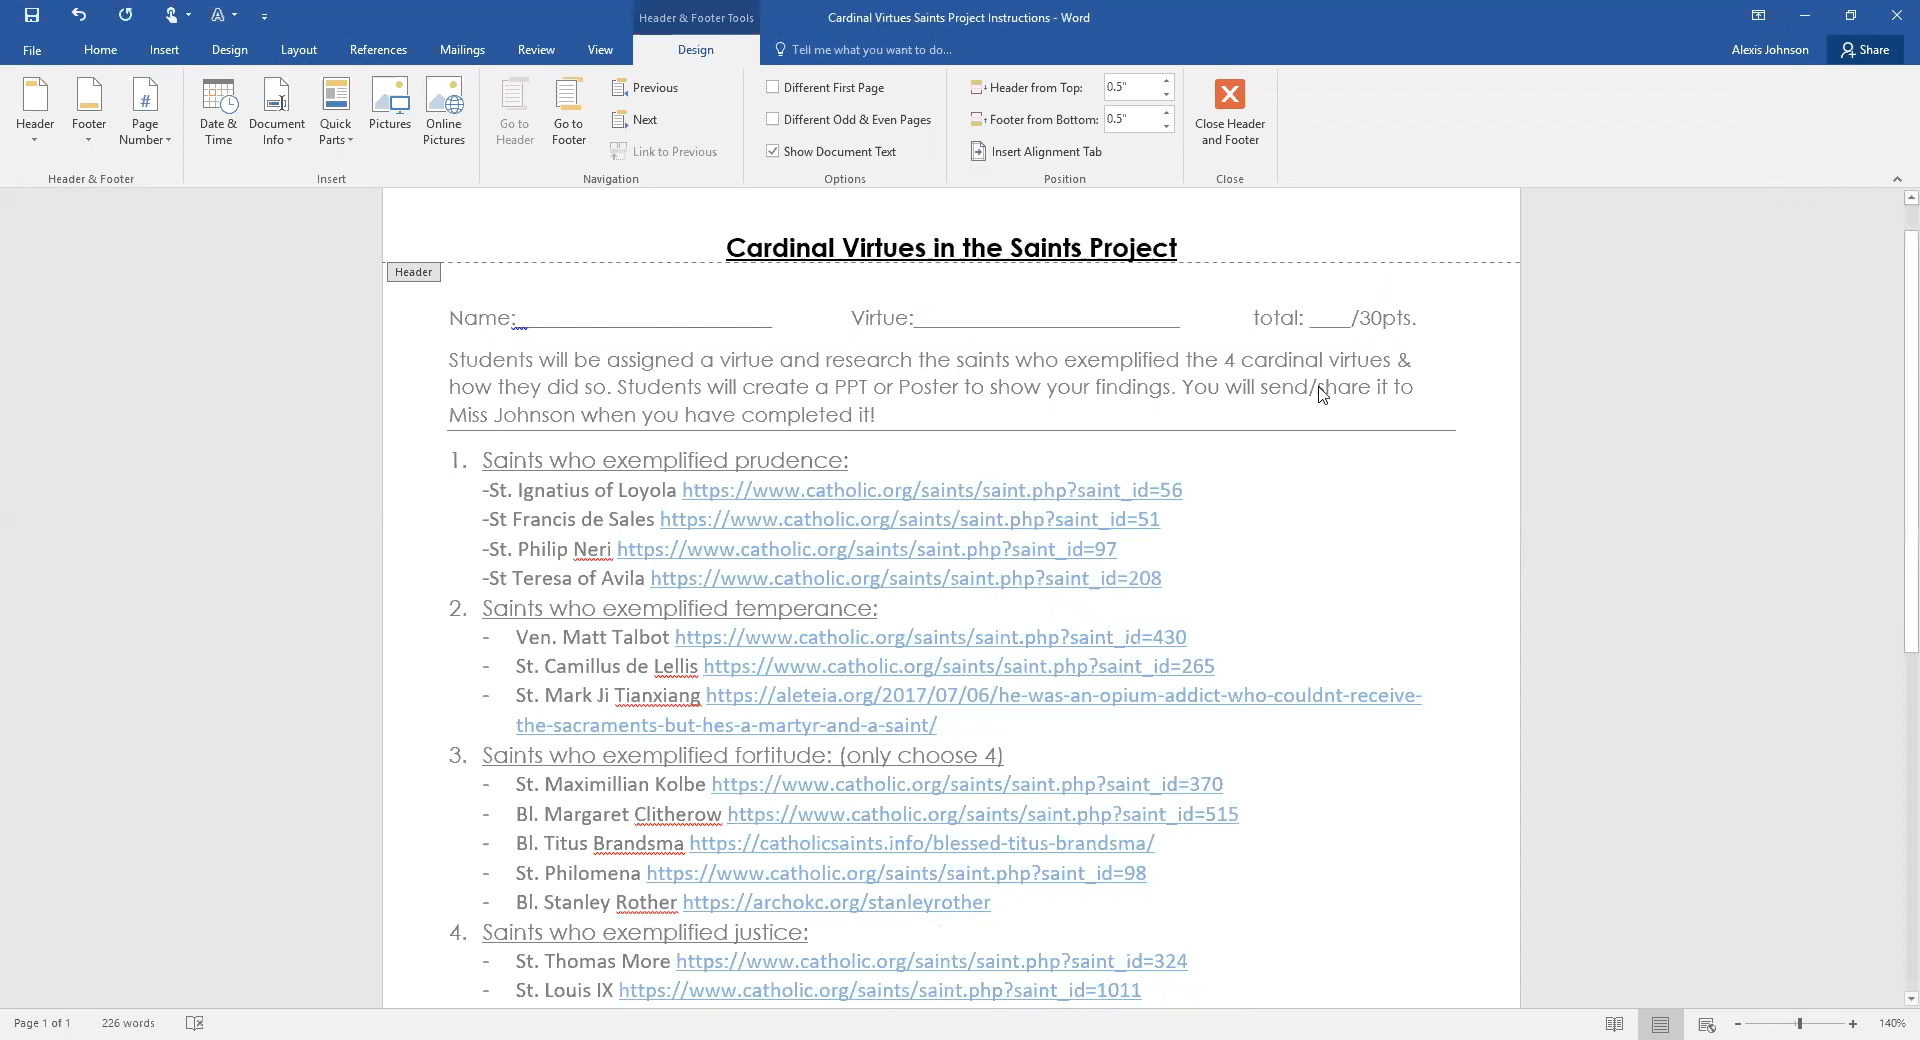 Header & Footer Tools
Cardinal Virtues Saints Project Instructions - Word
File Home Insert Design Layout References Mailings Review View Design Tell me what you want to do... Alexis Johnson Share
Header
Footer
Page Number
Header & Footer
Date & Time
Document Info
Quick Parts
Pictures
Online Pictures
Insert
Go to Header
Go to Footer
Previous
Next
Link to Previous
Navigation
Different First Page
Different Odd & Even Pages
Show Document Text
Options
Header from Top: 0.5"
Footer from Bottom: 0.5"
Insert Alignment Tab
Position
Close Header and Footer
Close
Cardinal Virtues in the Saints Project
Header
Name:_______________________ Virtue:_________________________ total: ____/30pts.
Students will be assigned a virtue and research the saints who exemplified the 4 cardinal virtues &
how they did so. Students will create a PPT or Poster to show your findings. You will send/share it to
Miss Johnson when you have completed it!
1. Saints who exemplified prudence:
-St. Ignatius of Loyola https://www.catholic.org/saints/saint.php?saint_id=56
-St Francis de Sales https://www.catholic.org/saints/saint.php?saint_id=51
-St. Philip Neri https://www.catholic.org/saints/saint.php?saint_id=97
-St Teresa of Avila https://www.catholic.org/saints/saint.php?saint_id=208
2. Saints who exemplified temperance:
- Ven. Matt Talbot https://www.catholic.org/saints/saint.php?saint_id=430
- St. Camillus de Lellis https://www.catholic.org/saints/saint.php?saint_id=265
- St. Mark Ji Tianxiang https://aleteia.org/2017/07/06/he-was-an-opium-addict-who-couldnt-receive-
the-sacraments-but-hes-a-martyr-and-a-saint/
3. Saints who exemplified fortitude: (only choose 4)
- St. Maximillian Kolbe https://www.catholic.org/saints/saint.php?saint_id=370
- Bl. Margaret Clitherow https://www.catholic.org/saints/saint.php?saint_id=515
- Bl. Titus Brandsma https://catholicsaints.info/blessed-titus-brandsma/
- St. Philomena https://www.catholic.org/saints/saint.php?saint_id=98
- Bl. Stanley Rother https://archokc.org/stanleyrother
4. Saints who exemplified justice:
- St. Thomas More https://www.catholic.org/saints/saint.php?saint_id=324
- St. Louis IX https://www.catholic.org/saints/saint.php?saint_id=1011
Page 1 of 1 226 words 140%